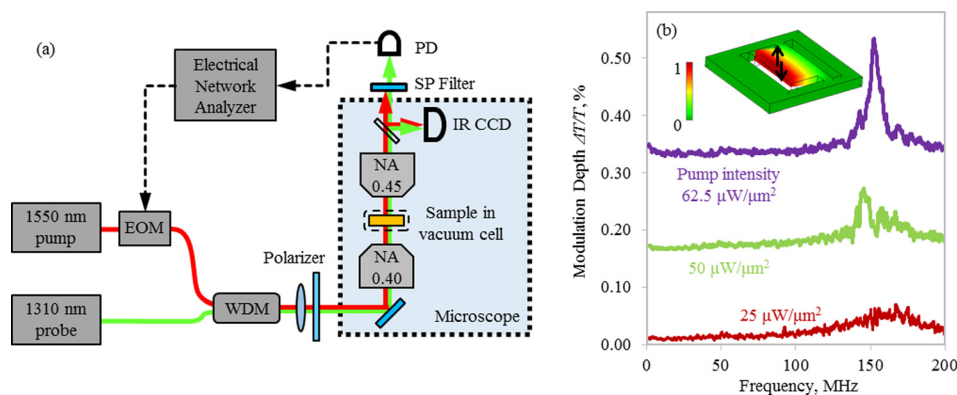 (a)
PD
Electrical
Network
Analyzer
SP Filter
IR CCD
NA
0.45
1550 nm
pump
EOM
Sample in
vacuum cell
Polarizer
NA
0.40
1310 nm
probe
WDM
Microscope
(b)
Modulation Depth ΔT/T, %
0.50
0.40
0.30
0.20
0.10
0.00
1
0
Pump intensity
62.5 µW/µm²
50 µW/µm²
25 µW/µm²
0
50
100
150
200
Frequency, MHz